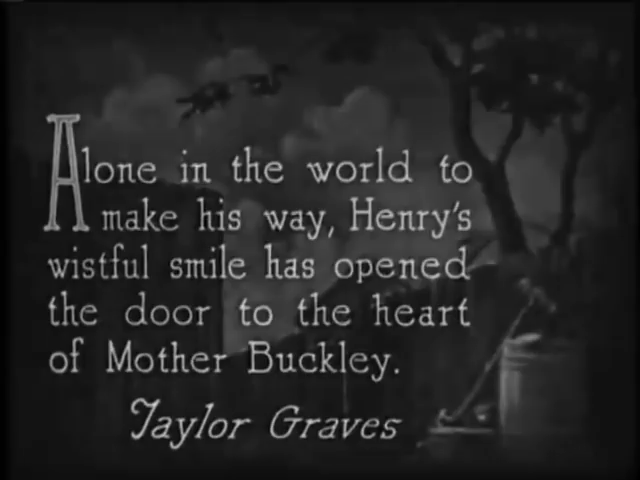 Alone in the world to
make his way, Henry's
wistful smile has opened
the door to the heart
of Mother Buckley.
Taylor Graves